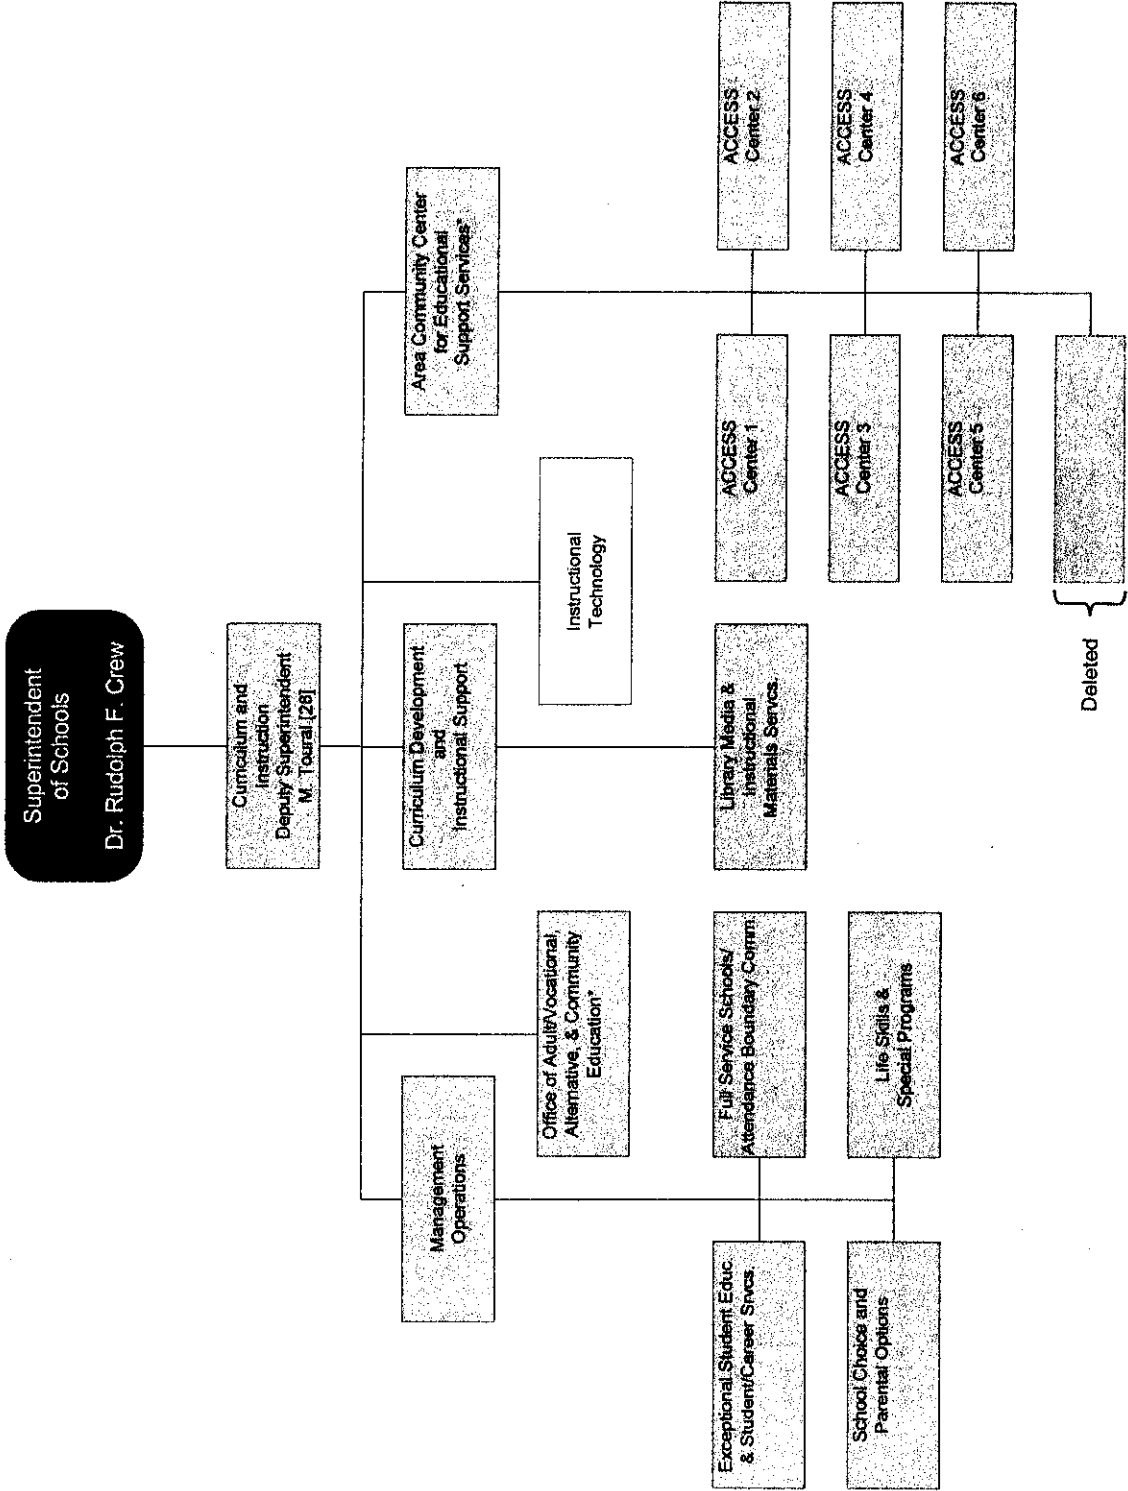 Superintendent
of Schools
Dr. Rudolph F. Crew
Curriculum and
Instruction
Deputy Superintendent
M. Toural [26]
Management
Operations
Curriculum Development
and
Instructional Support
Area Community Center
for Educational
Support Services*
Office of Adult/Vocational,
Alternative, & Community
Education*
Instructional
Technology
Exceptional Student Educ.
& Student/Career Srvcs.
Full Service Schools/
Attendance Boundary Comm.
Library Media &
Instructional
Materials Servcs.
ACCESS
Center 1
ACCESS
Center 2
School Choice and
Parental Options
Life Skills &
Special Programs
ACCESS
Center 3
ACCESS
Center 4
ACCESS
Center 5
ACCESS
Center 6
Deleted